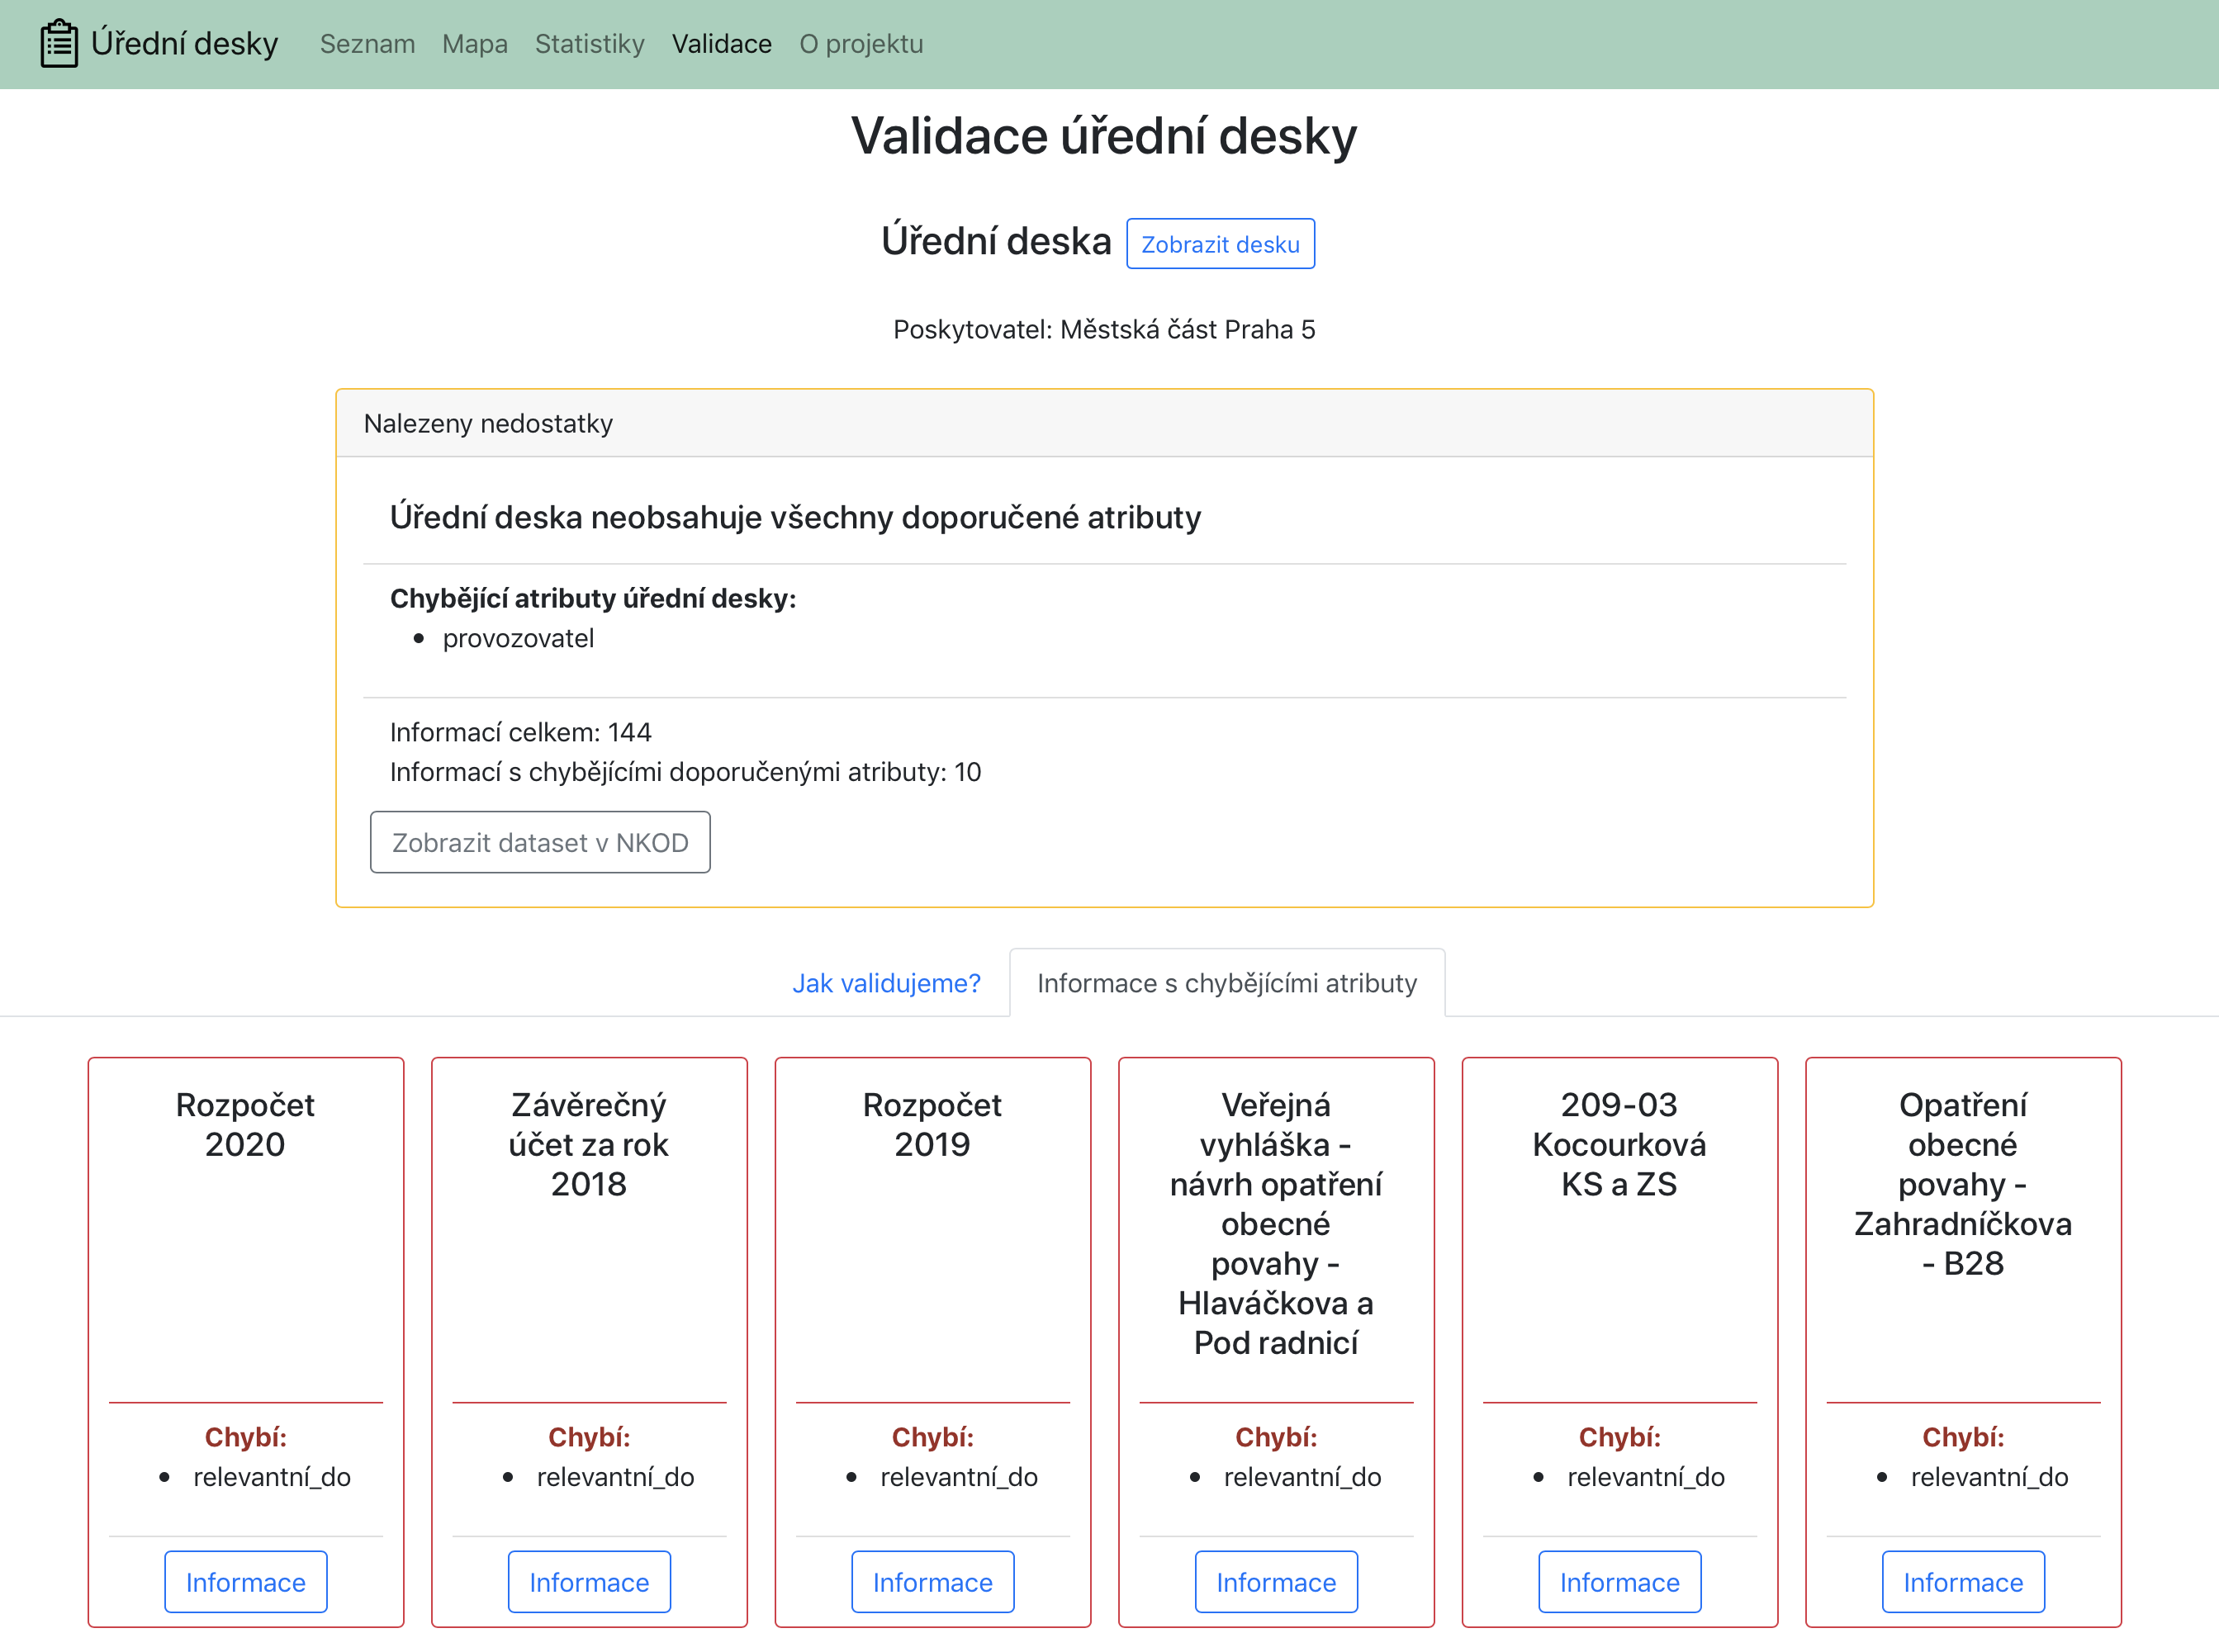 Úřední desky Seznam Mapa Statistiky Validace O projektu
Validace úřední desky
Úřední deska Zobrazit desku
Poskytovatel: Městská část Praha 5
Nalezeny nedostatky
Úřední deska neobsahuje všechny doporučené atributy
Chybějící atributy úřední desky:
provozovatel
Informací celkem: 144
Informací s chybějícími doporučenými atributy: 10
Zobrazit dataset v NKOD
Jak validujeme? Informace s chybějícími atributy
Rozpočet
2020
Chybí:
relevantní_do
Informace
Závěrečný
účet za rok
2018
Chybí:
relevantní_do
Informace
Rozpočet
2019
Chybí:
relevantní_do
Informace
Veřejná
vyhláška -
návrh opatření
obecné
povahy -
Hlaváčkova a
Pod radnicí
Chybí:
relevantní_do
Informace
209-03
Kocourková
KS a ZS
Chybí:
relevantní_do
Informace
Opatření
obecné
povahy -
Zahradníčkova
- B28
Chybí:
relevantní_do
Informace